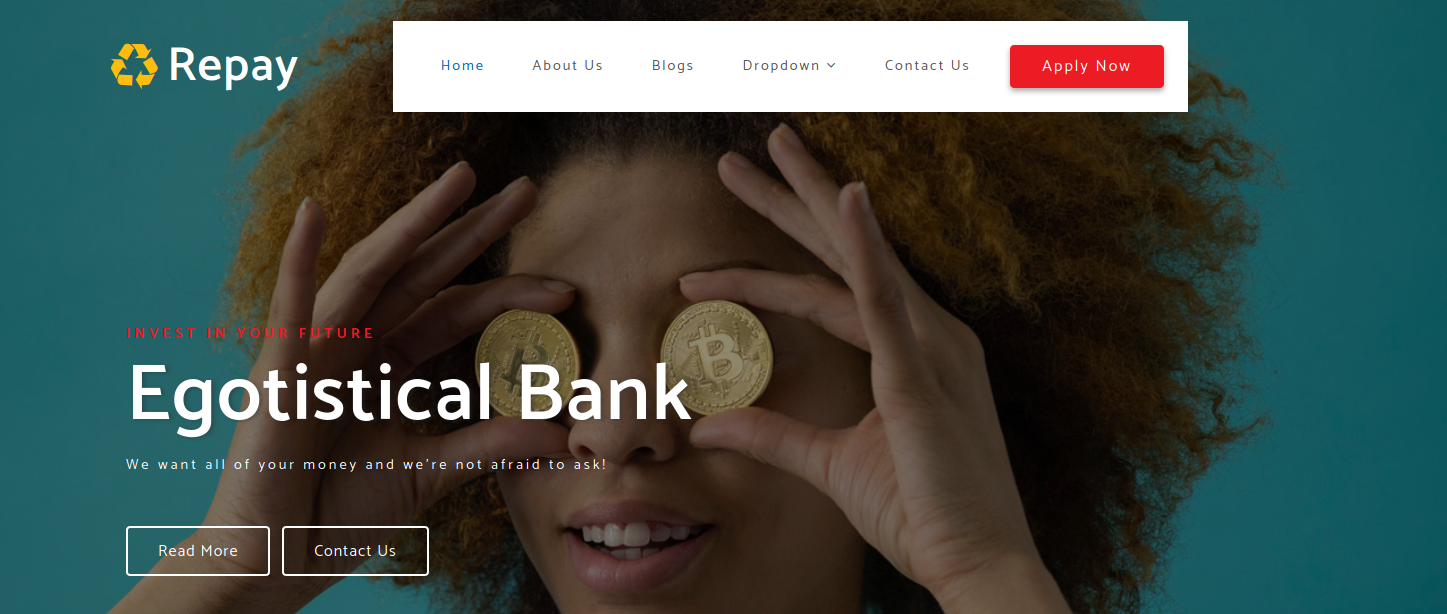 Repay
Home About Us Blogs Dropdown Contact Us Apply Now
INVEST IN YOUR FUTURE
Egotistical Bank
We want all of your money and we're not afraid to ask!
Read More Contact Us